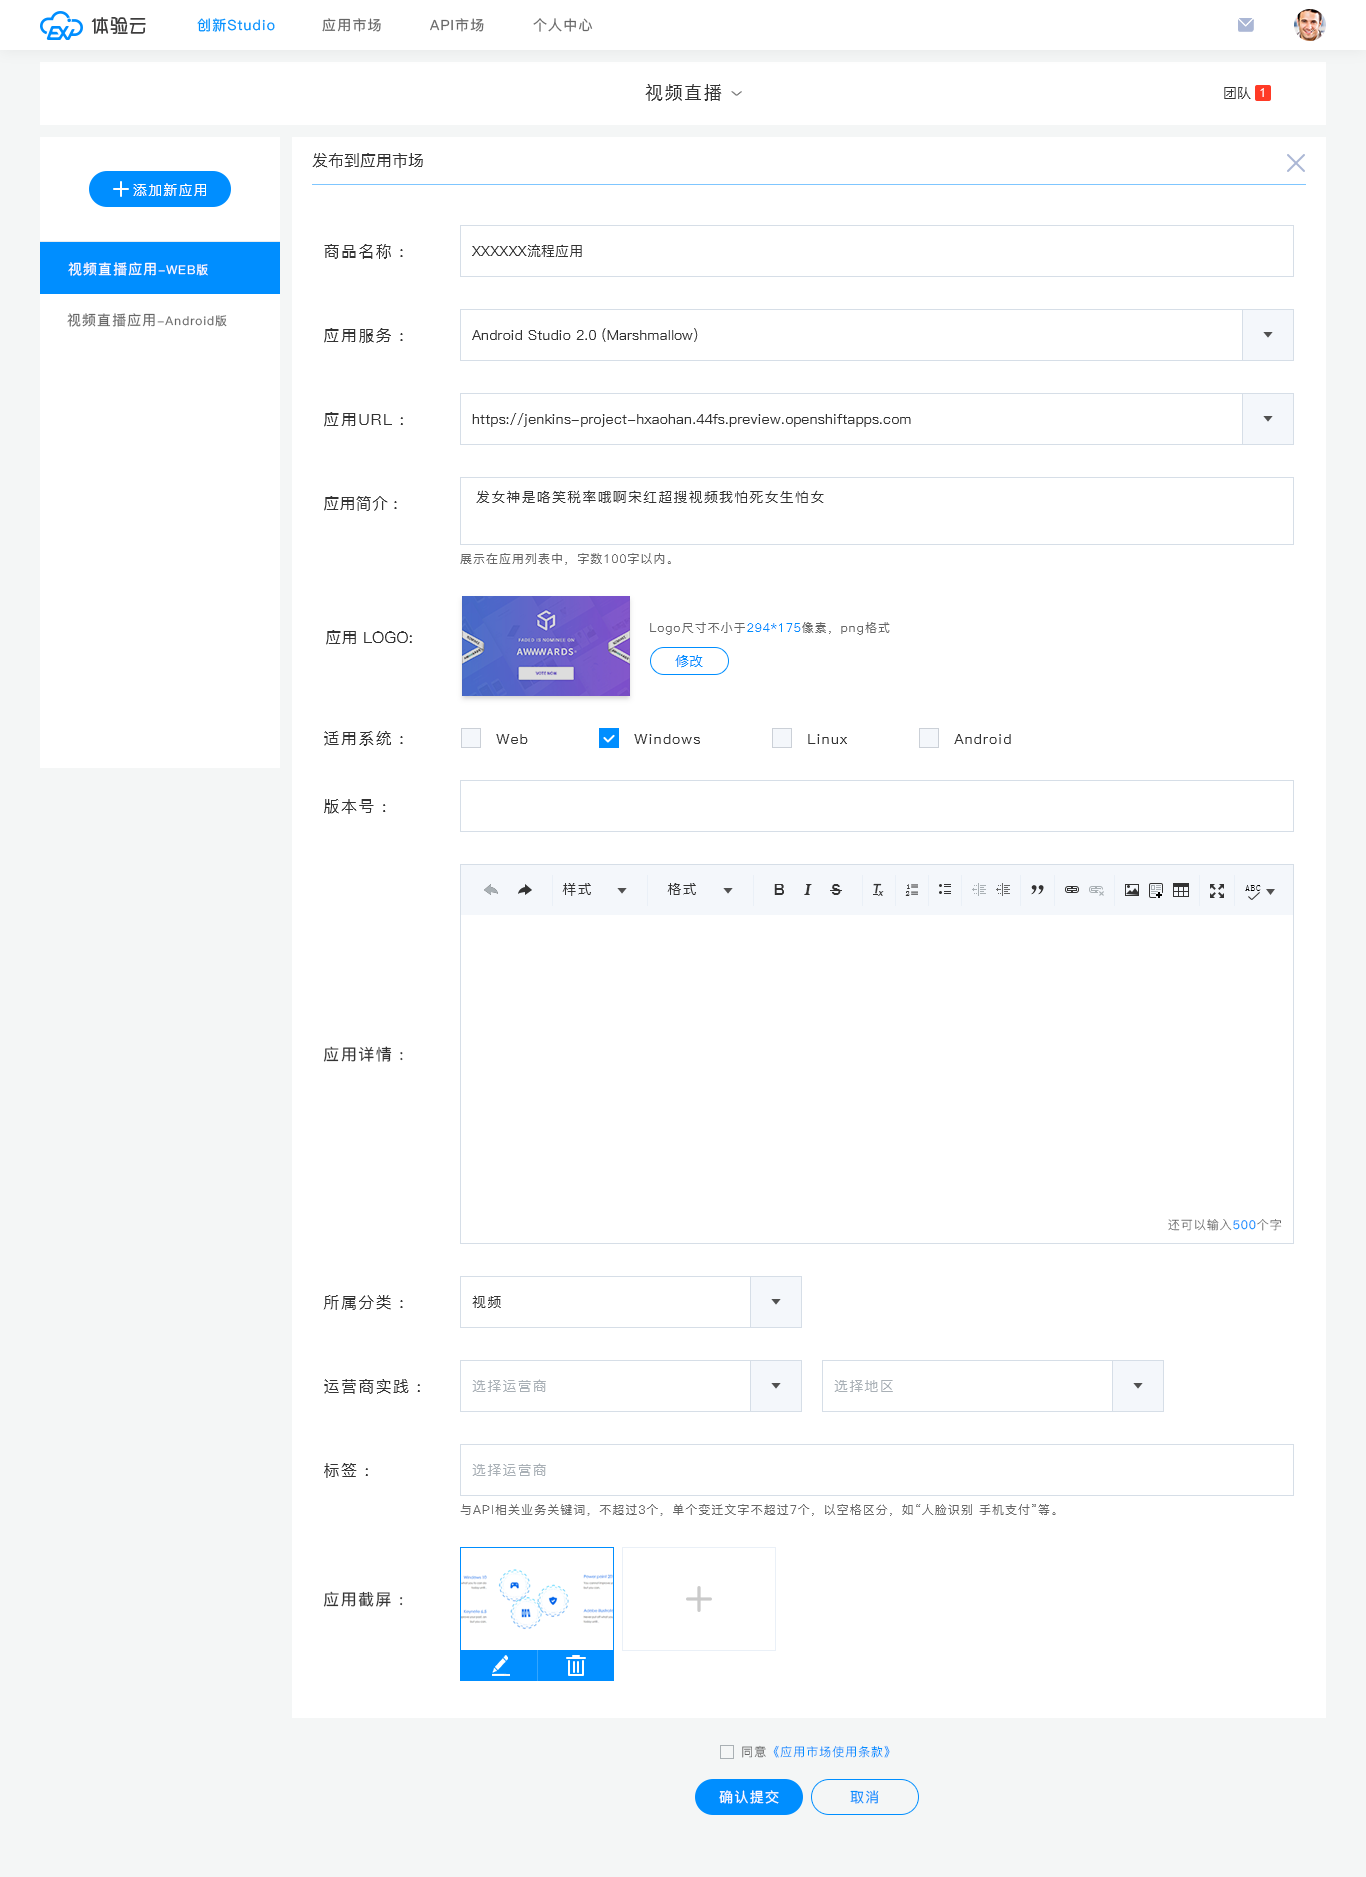 EXP 体验云 创新Studio 应用市场 API市场 个人中心
视频直播 团队 1
添加新应用
视频直播应用-WEB版
视频直播应用-Android版
发布到应用市场
商品名称： XXXXXX流程应用
应用服务： Android Studio 2.0 (Marshmallow)
应用URL： https://jenkins-project-hxaohan.44fs.preview.openshiftapps.com
应用简介： 发女神是咯笑税率哦啊宋红超搜视频我怕死女生怕女
展示在应用列表中，字数100字以内。
应用 LOGO:
FADED IS NOMINEE ON
AWWWARDS
VOTE NOW
Logo尺寸不小于294*175像素，png格式
修改
适用系统： Web Windows Linux Android
版本号：
样式 格式 B I S Tx ABC
应用详情：
还可以输入500个字
所属分类： 视频
运营商实践： 选择运营商 选择地区
标签： 选择运营商
与API相关业务关键词，不超过3个，单个变迁文字不超过7个，以空格区分，如“人脸识别 手机支付”等。
应用截屏：
同意《应用市场使用条款》
确认提交 取消